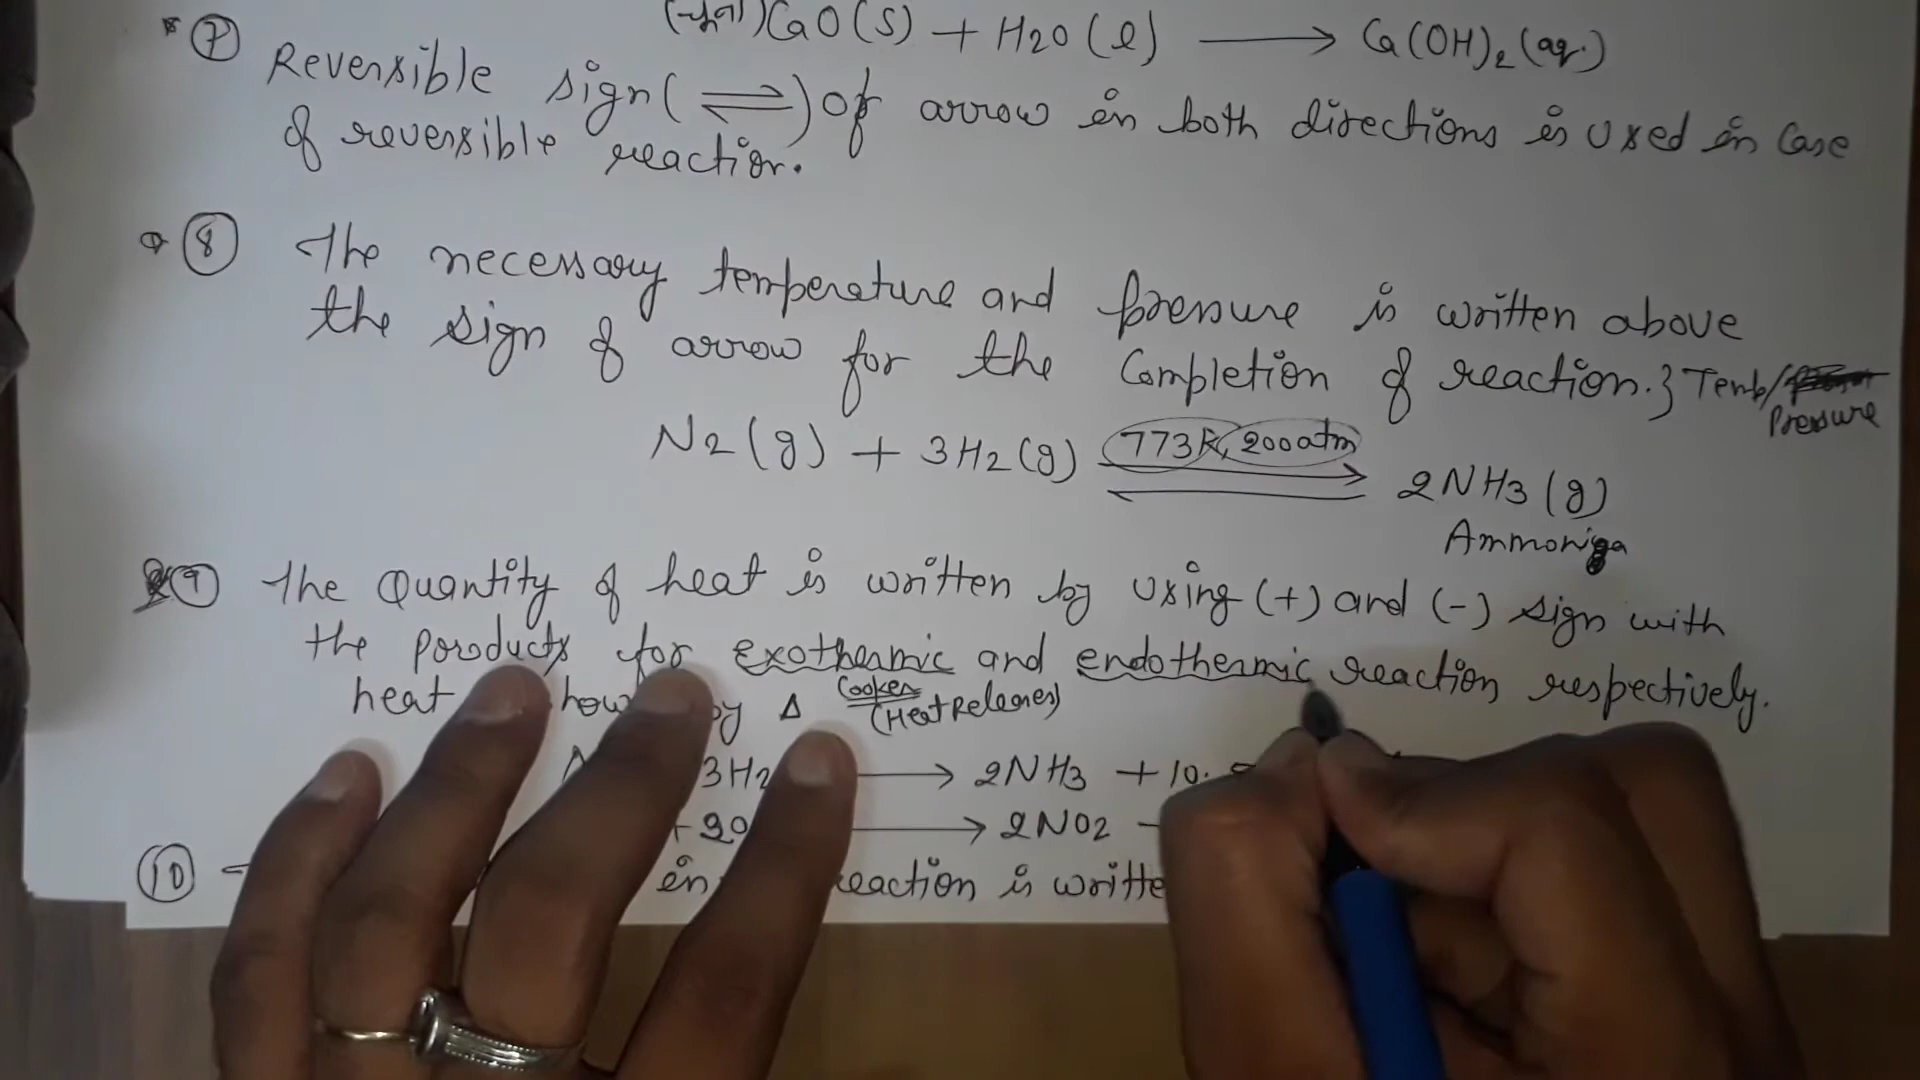 (चूना) CaO(s) + H2O(l) ⟶ Ca(OH)2(aq.)
7 Reversible sign(⇌) of arrow in both directions is used in Case
of reversible reaction.
8 The necessary temperature and pressure is written above
the sign of arrow for the Completion of reaction.} Temp/
Pressure
N2(g) + 3H2(g) ⇌ 2NH3(g)
773K, 200atm
Ammonia
9 The Quantity of heat is written by using (+) and (-) sign with
the products for exothermic and endothermic reaction respectively.
heat by Δ Cooker
(Heat Releases)
3H2 ⟶ 2NH3 + 10.
+ 2O ⟶ 2NO2 -
10 in reaction is writte